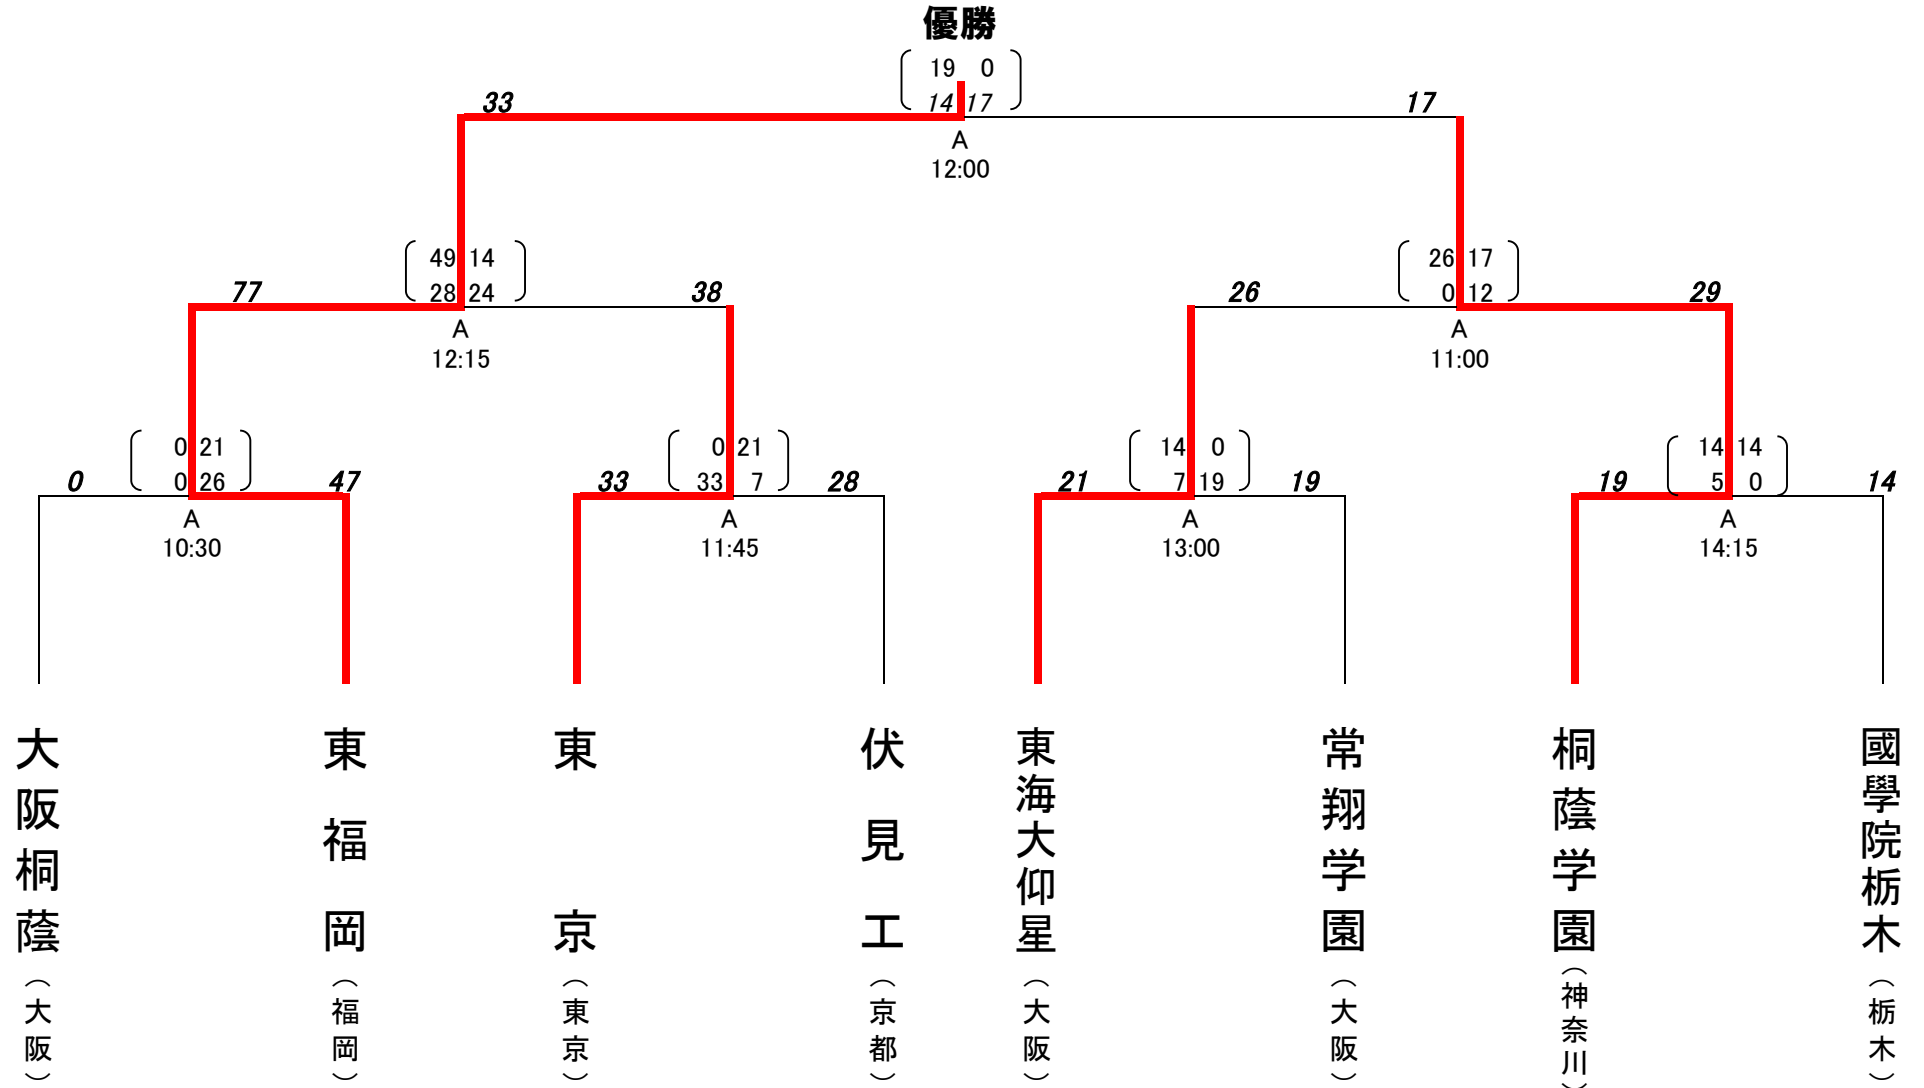 優勝
19 0
33 14 17 17
A
12:00
49 14 26 17
77 28 24 38 26 0 12 29
A A
12:15 11:00
0 21 0 21 14 0 14 14
0 0 26 47 33 33 7 28 21 7 19 19 19 5 0 14
A A A A
10:30 11:45 13:00 14:15
大阪桐蔭(大阪)
東福岡(福岡)
東京(東京)
伏見工(京都)
東海大仰星(大阪)
常翔学園(大阪)
桐蔭学園(神奈川)
國學院栃木(栃木)